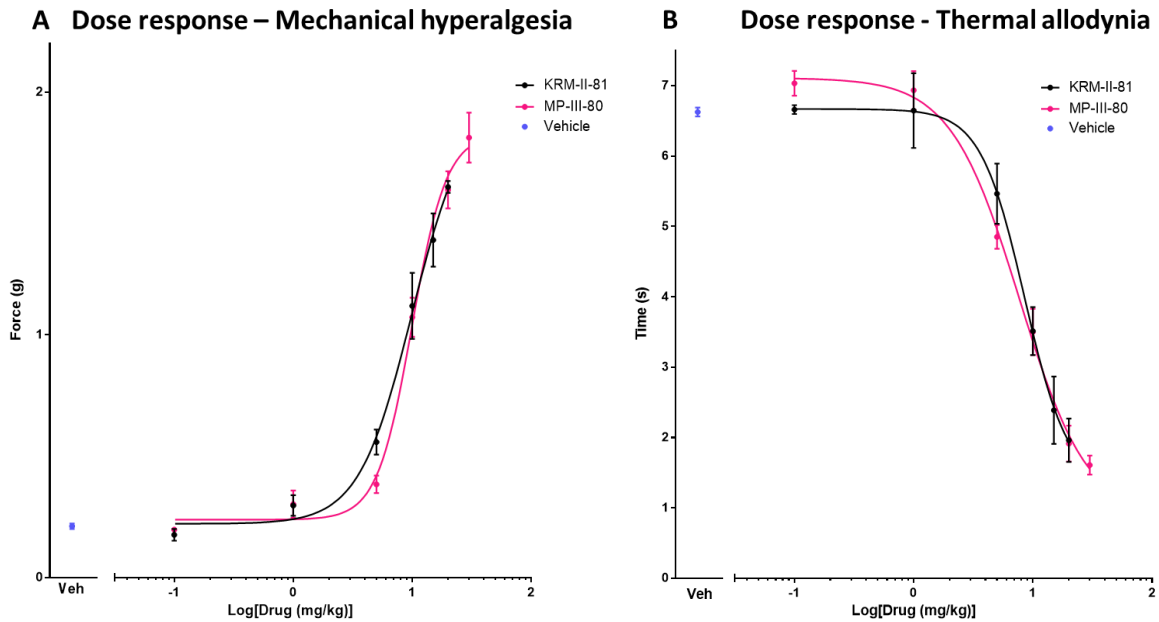 A Dose response – Mechanical hyperalgesia
2
1
0
Force (g)
KRM-II-81
MP-III-80
Vehicle
Veh
-1 0 1 2
Log[Drug (mg/kg)]
B Dose response - Thermal allodynia
7
6
5
4
3
2
1
0
Time (s)
KRM-II-81
MP-III-80
Vehicle
Veh
-1 0 1 2
Log[Drug (mg/kg)]